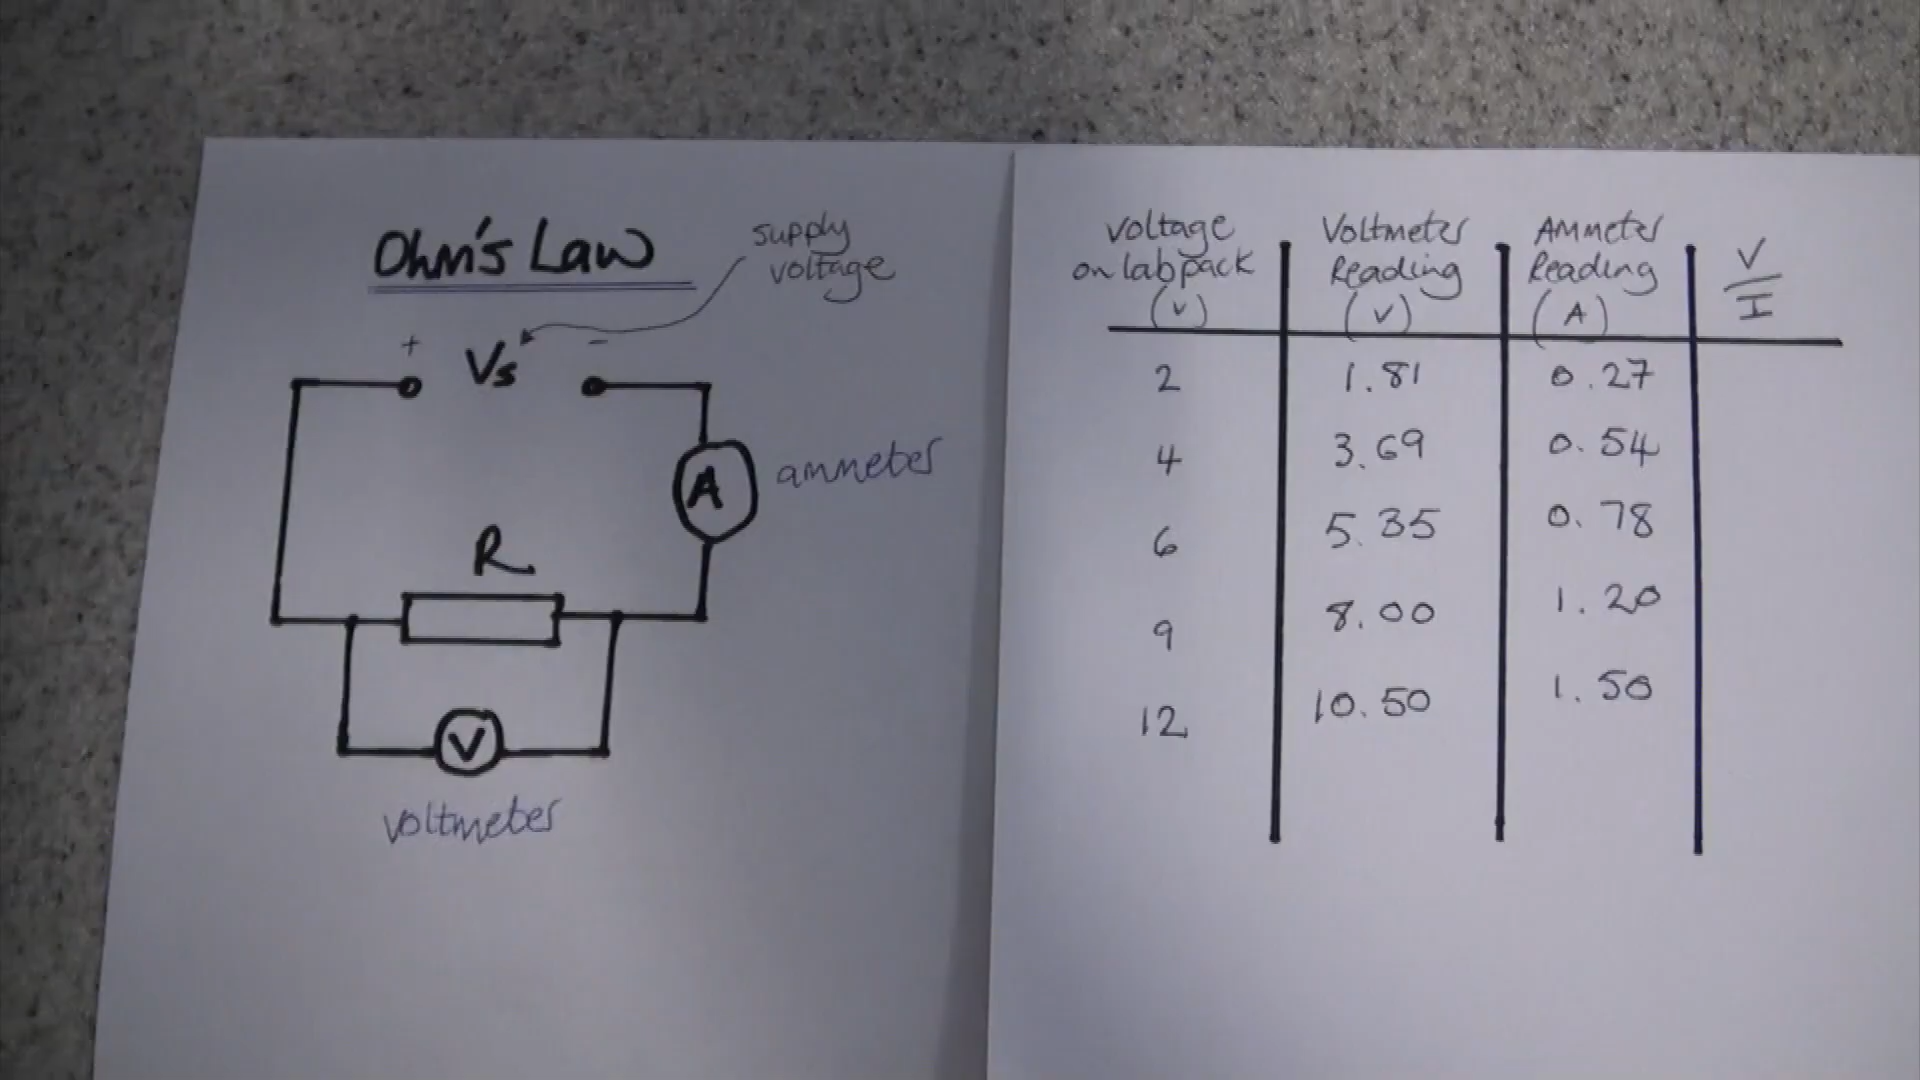 Ohm's Law
supply
voltage
+ Vs -
A ammeter
R
V
voltmeter
Voltage
on labpack
(V)
Voltmeter
Reading
(V)
Ammeter
Reading
(A)
V
I
2 1.81 0.27
4 3.69 0.54
6 5.35 0.78
9 8.00 1.20
12 10.50 1.50